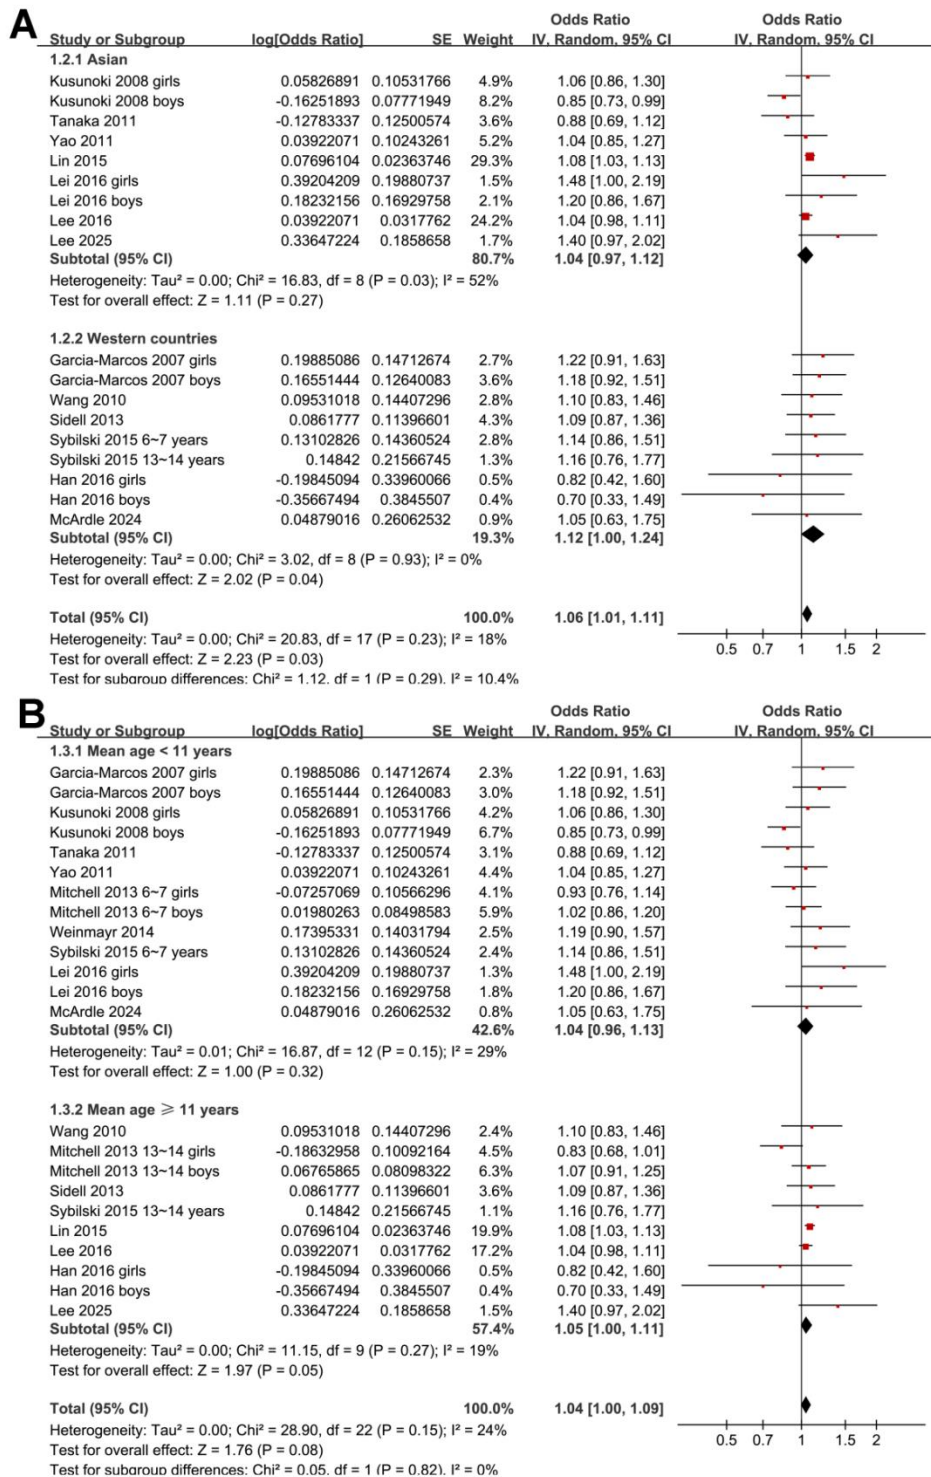 A
Odds Ratio Odds Ratio
Study or Subgroup log[Odds Ratio] SE Weight IV, Random, 95% CI IV, Random, 95% CI
1.2.1 Asian
Kusunoki 2008 girls 0.05826891 0.10531766 4.9% 1.06 [0.86, 1.30]
Kusunoki 2008 boys -0.16251893 0.07771949 8.2% 0.85 [0.73, 0.99]
Tanaka 2011 -0.12783337 0.12500574 3.6% 0.88 [0.69, 1.12]
Yao 2011 0.03922071 0.10243261 5.2% 1.04 [0.85, 1.27]
Lin 2015 0.07696104 0.02363746 29.3% 1.08 [1.03, 1.13]
Lei 2016 girls 0.39204209 0.19880737 1.5% 1.48 [1.00, 2.19]
Lei 2016 boys 0.18232156 0.16929758 2.1% 1.20 [0.86, 1.67]
Lee 2016 0.03922071 0.0317762 24.2% 1.04 [0.98, 1.11]
Lee 2025 0.33647224 0.1858658 1.7% 1.40 [0.97, 2.02]
Subtotal (95% CI) 80.7% 1.04 [0.97, 1.12]
Heterogeneity: Tau² = 0.00; Chi² = 16.83, df = 8 (P = 0.03); I² = 52%
Test for overall effect: Z = 1.11 (P = 0.27)
1.2.2 Western countries
Garcia-Marcos 2007 girls 0.19885086 0.14712674 2.7% 1.22 [0.91, 1.63]
Garcia-Marcos 2007 boys 0.16551444 0.12640083 3.6% 1.18 [0.92, 1.51]
Wang 2010 0.09531018 0.14407296 2.8% 1.10 [0.83, 1.46]
Sidell 2013 0.0861777 0.11396601 4.3% 1.09 [0.87, 1.36]
Sybilski 2015 6~7 years 0.13102826 0.14360524 2.8% 1.14 [0.86, 1.51]
Sybilski 2015 13~14 years 0.14842 0.21566745 1.3% 1.16 [0.76, 1.77]
Han 2016 girls -0.19845094 0.33960066 0.5% 0.82 [0.42, 1.60]
Han 2016 boys -0.35667494 0.3845507 0.4% 0.70 [0.33, 1.49]
McArdle 2024 0.04879016 0.26062532 0.9% 1.05 [0.63, 1.75]
Subtotal (95% CI) 19.3% 1.12 [1.00, 1.24]
Heterogeneity: Tau² = 0.00; Chi² = 3.02, df = 8 (P = 0.93); I² = 0%
Test for overall effect: Z = 2.02 (P = 0.04)
Total (95% CI) 100.0% 1.06 [1.01, 1.11]
Heterogeneity: Tau² = 0.00; Chi² = 20.83, df = 17 (P = 0.23); I² = 18%
Test for overall effect: Z = 2.23 (P = 0.03)
Test for subgroup differences: Chi² = 1.12, df = 1 (P = 0.29), I² = 10.4%
0.5 0.7 1 1.5 2
B
Odds Ratio Odds Ratio
Study or Subgroup log[Odds Ratio] SE Weight IV, Random, 95% CI IV, Random, 95% CI
1.3.1 Mean age < 11 years
Garcia-Marcos 2007 girls 0.19885086 0.14712674 2.3% 1.22 [0.91, 1.63]
Garcia-Marcos 2007 boys 0.16551444 0.12640083 3.0% 1.18 [0.92, 1.51]
Kusunoki 2008 girls 0.05826891 0.10531766 4.2% 1.06 [0.86, 1.30]
Kusunoki 2008 boys -0.16251893 0.07771949 6.7% 0.85 [0.73, 0.99]
Tanaka 2011 -0.12783337 0.12500574 3.1% 0.88 [0.69, 1.12]
Yao 2011 0.03922071 0.10243261 4.4% 1.04 [0.85, 1.27]
Mitchell 2013 6~7 girls -0.07257069 0.10566296 4.1% 0.93 [0.76, 1.14]
Mitchell 2013 6~7 boys 0.01980263 0.08498583 5.9% 1.02 [0.86, 1.20]
Weinmayr 2014 0.17395331 0.14031794 2.5% 1.19 [0.90, 1.57]
Sybilski 2015 6~7 years 0.13102826 0.14360524 2.4% 1.14 [0.86, 1.51]
Lei 2016 girls 0.39204209 0.19880737 1.3% 1.48 [1.00, 2.19]
Lei 2016 boys 0.18232156 0.16929758 1.8% 1.20 [0.86, 1.67]
McArdle 2024 0.04879016 0.26062532 0.8% 1.05 [0.63, 1.75]
Subtotal (95% CI) 42.6% 1.04 [0.96, 1.13]
Heterogeneity: Tau² = 0.01; Chi² = 16.87, df = 12 (P = 0.15); I² = 29%
Test for overall effect: Z = 1.00 (P = 0.32)
1.3.2 Mean age ≥ 11 years
Wang 2010 0.09531018 0.14407296 2.4% 1.10 [0.83, 1.46]
Mitchell 2013 13~14 girls -0.18632958 0.10092164 4.5% 0.83 [0.68, 1.01]
Mitchell 2013 13~14 boys 0.06765865 0.08098322 6.3% 1.07 [0.91, 1.25]
Sidell 2013 0.0861777 0.11396601 3.6% 1.09 [0.87, 1.36]
Sybilski 2015 13~14 years 0.14842 0.21566745 1.1% 1.16 [0.76, 1.77]
Lin 2015 0.07696104 0.02363746 19.9% 1.08 [1.03, 1.13]
Lee 2016 0.03922071 0.0317762 17.2% 1.04 [0.98, 1.11]
Han 2016 girls -0.19845094 0.33960066 0.5% 0.82 [0.42, 1.60]
Han 2016 boys -0.35667494 0.3845507 0.4% 0.70 [0.33, 1.49]
Lee 2025 0.33647224 0.1858658 1.5% 1.40 [0.97, 2.02]
Subtotal (95% CI) 57.4% 1.05 [1.00, 1.11]
Heterogeneity: Tau² = 0.00; Chi² = 11.15, df = 9 (P = 0.27); I² = 19%
Test for overall effect: Z = 1.97 (P = 0.05)
Total (95% CI) 100.0% 1.04 [1.00, 1.09]
Heterogeneity: Tau² = 0.00; Chi² = 28.90, df = 22 (P = 0.15); I² = 24%
Test for overall effect: Z = 1.76 (P = 0.08)
Test for subgroup differences: Chi² = 0.05, df = 1 (P = 0.82), I² = 0%
0.5 0.7 1 1.5 2